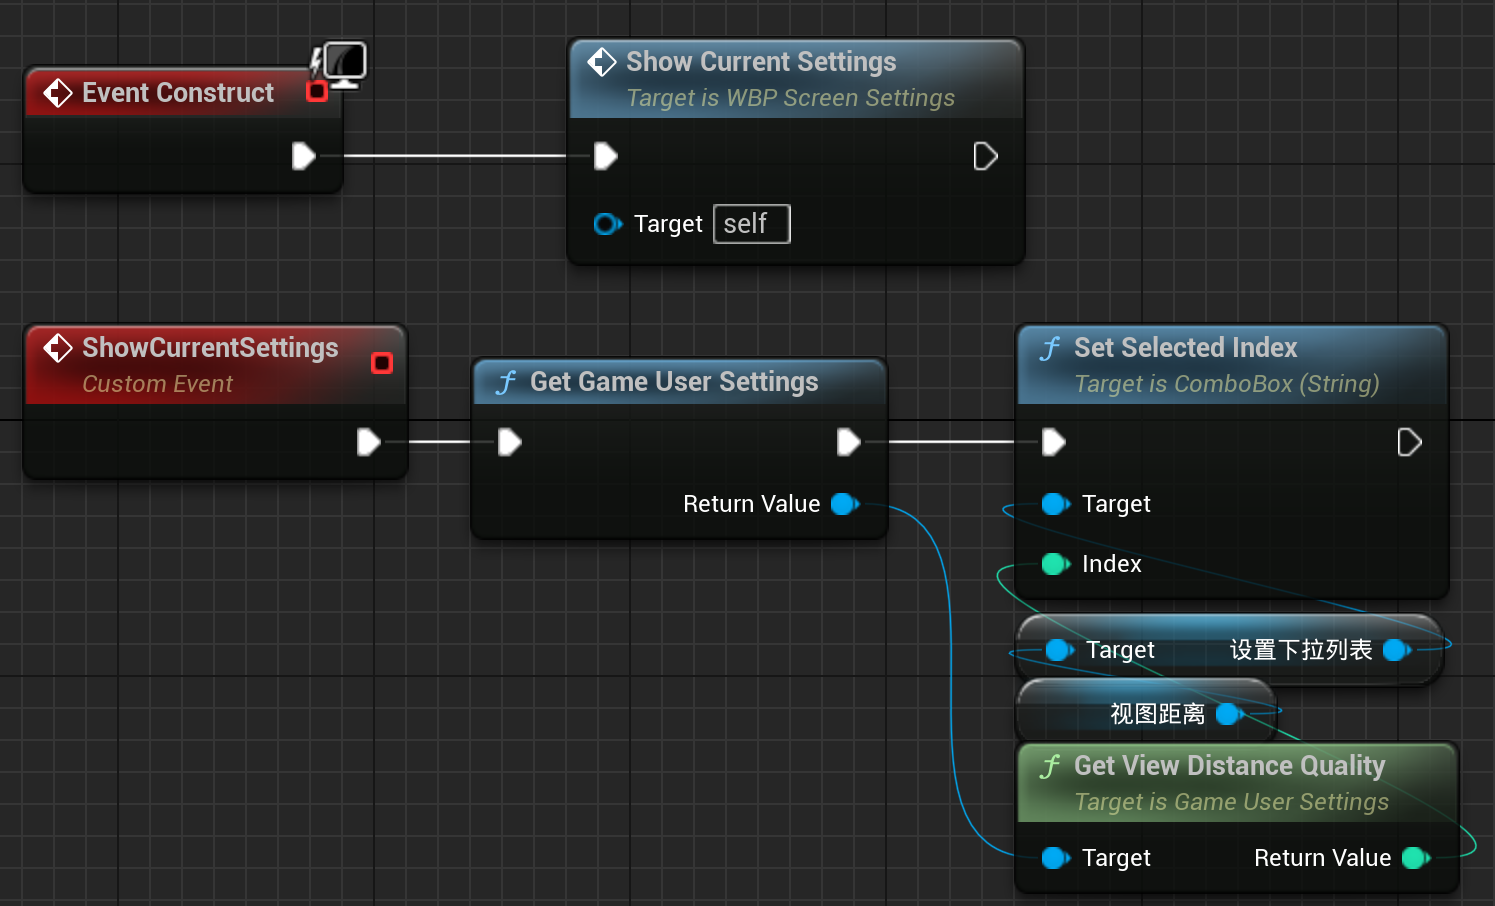 Event Construct
Show Current Settings
Target is WBP Screen Settings
Target self
ShowCurrentSettings
Custom Event
Get Game User Settings
Return Value
Set Selected Index
Target is ComboBox (String)
Target
Index
Target 设置下拉列表
视图距离
Get View Distance Quality
Target is Game User Settings
Target Return Value